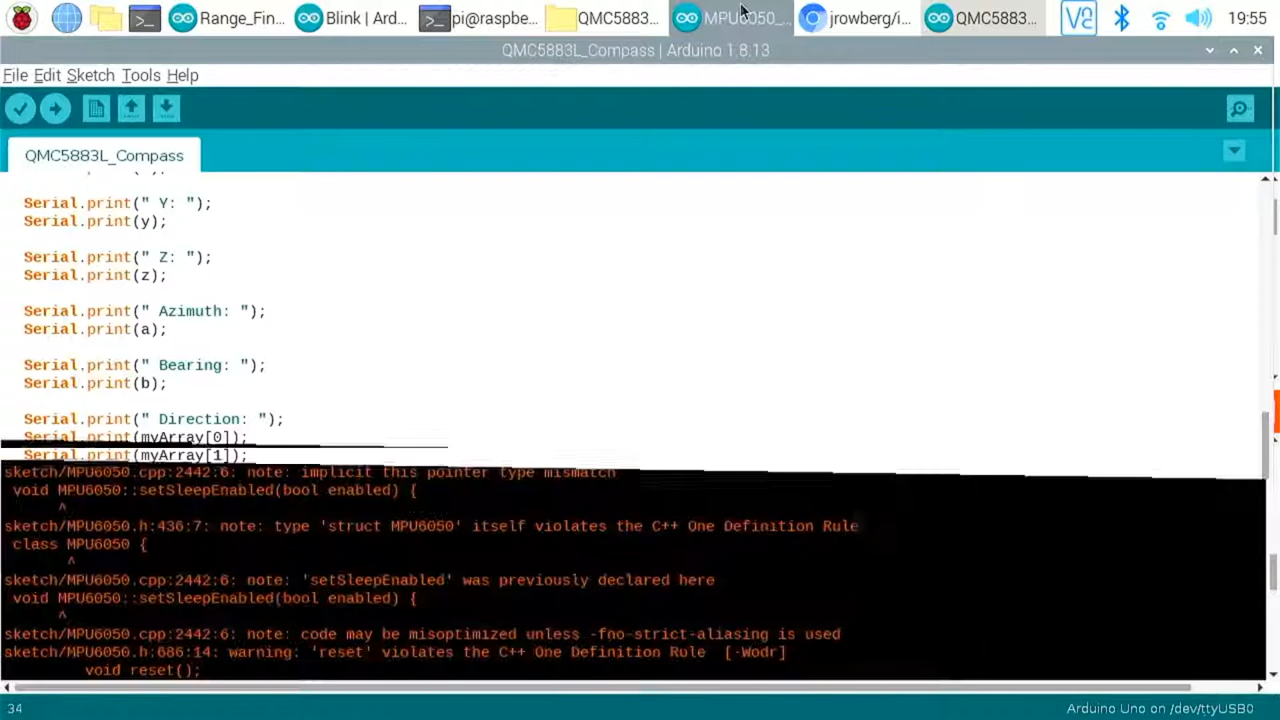 Range_Fin...
Blink | Ard...
pi@raspbe...
QMC5883...
MPU6050_...
jrowberg/i...
QMC5883...
19:55
QMC5883L_Compass | Arduino 1.8.13
File Edit Sketch Tools Help
QMC5883L_Compass
Serial.print(" Y: ");
Serial.print(y);
Serial.print(" Z: ");
Serial.print(z);
Serial.print(" Azimuth: ");
Serial.print(a);
Serial.print(" Bearing: ");
Serial.print(b);
Serial.print(" Direction: ");
Serial.print(myArray[0]);
Serial.print(myArray[1]);
sketch/MPU6050.cpp:2442:6: note: implicit this pointer type mismatch
void MPU6050::setSleepEnabled(bool enabled) {
^
sketch/MPU6050.h:436:7: note: type 'struct MPU6050' itself violates the C++ One Definition Rule
class MPU6050 {
^
sketch/MPU6050.cpp:2442:6: note: 'setSleepEnabled' was previously declared here
void MPU6050::setSleepEnabled(bool enabled) {
^
sketch/MPU6050.cpp:2442:6: note: code may be misoptimized unless -fno-strict-aliasing is used
sketch/MPU6050.h:686:14: warning: 'reset' violates the C++ One Definition Rule [-Wodr]
void reset();
34
Arduino Uno on /dev/ttyUSB0